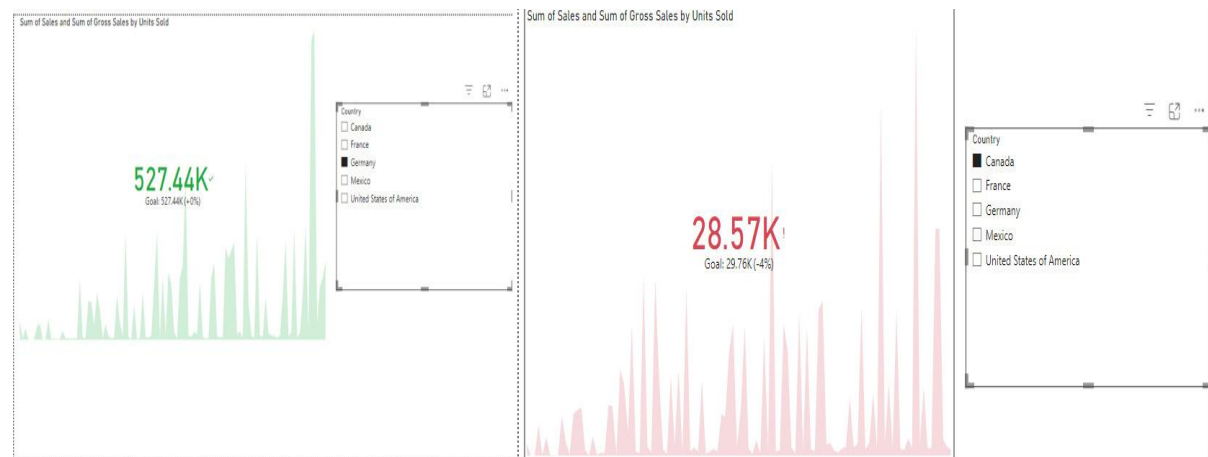 Sum of Sales and Sum of Gross Sales by Units Sold
527.44K
Goal: 527.44K (+0%)
Country
Canada
France
Germany
Mexico
United States of America
Sum of Sales and Sum of Gross Sales by Units Sold
28.57K!
Goal: 29.76K (-4%)
Country
Canada
France
Germany
Mexico
United States of America